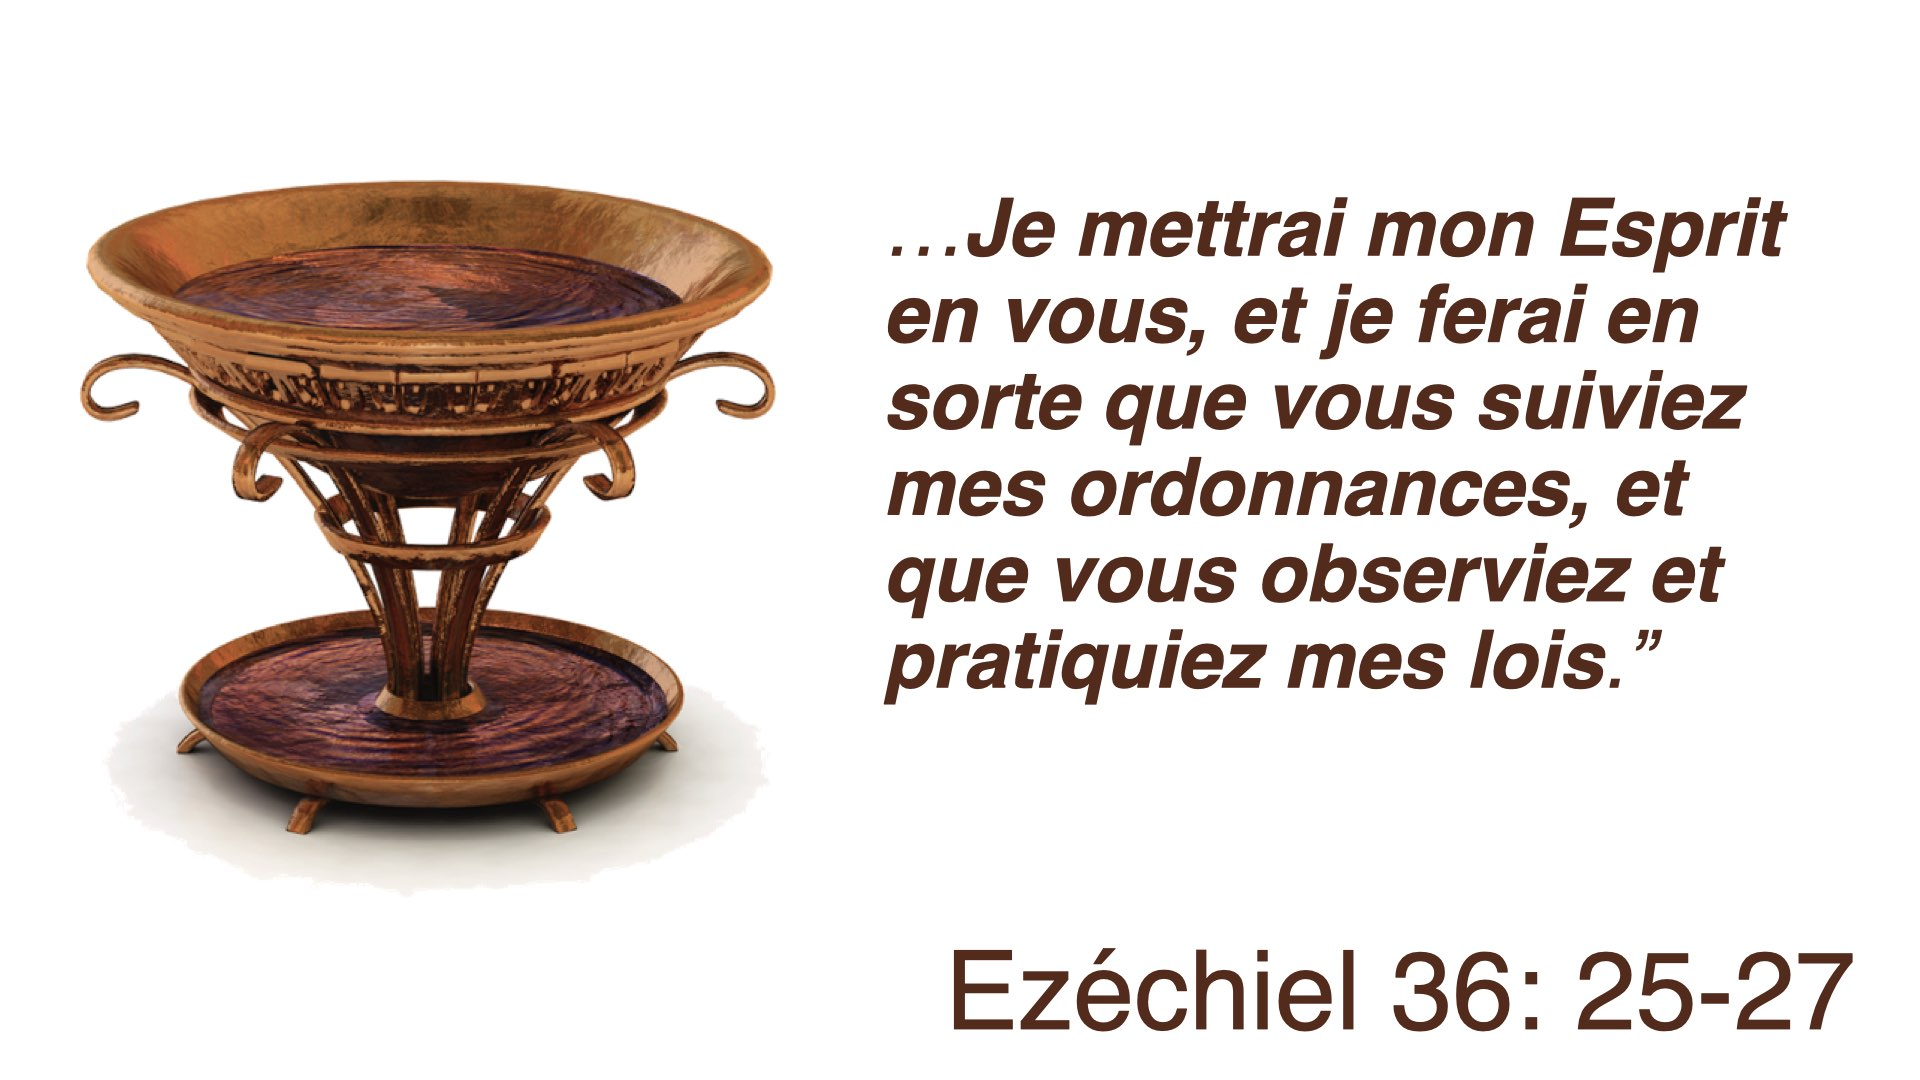 …Je mettrai mon Esprit
en vous, et je ferai en
sorte que vous suiviez
mes ordonnances, et
que vous observiez et
pratiquiez mes lois.”
Ezéchiel 36: 25-27